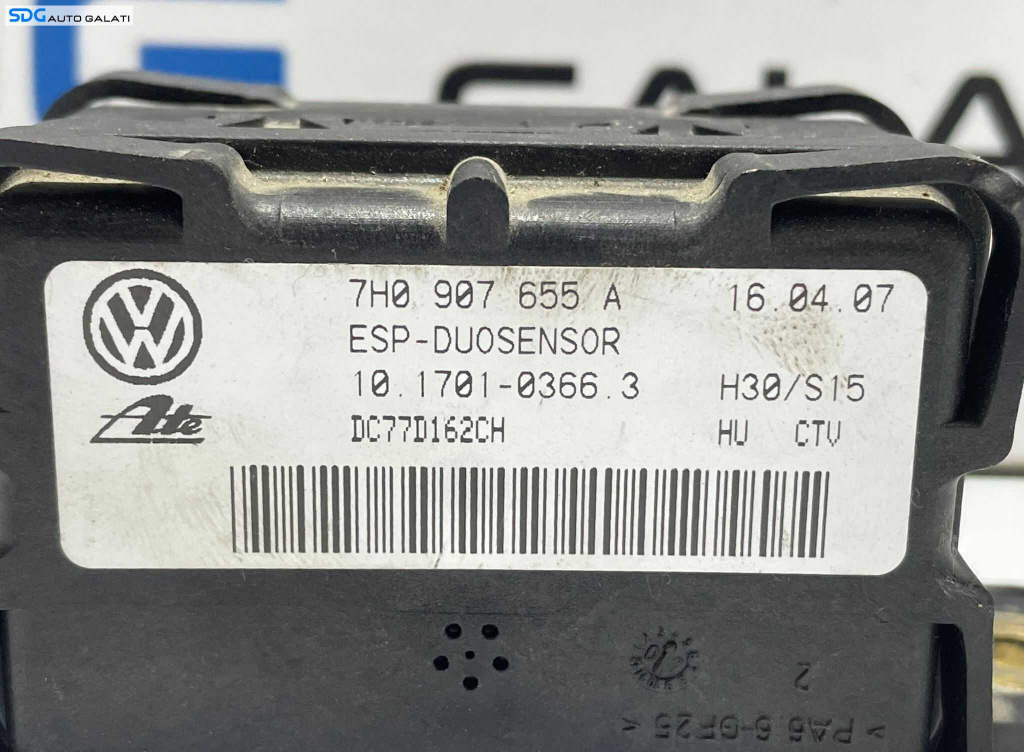 SDG AUTO GALATI
7H0 907 655 A 16.04.07
ESP-DUOSENSOR
10.1701-0366.3 H30/S15
Ate
DC77D162CH HU CTV
2
>PA6.6-GF25<